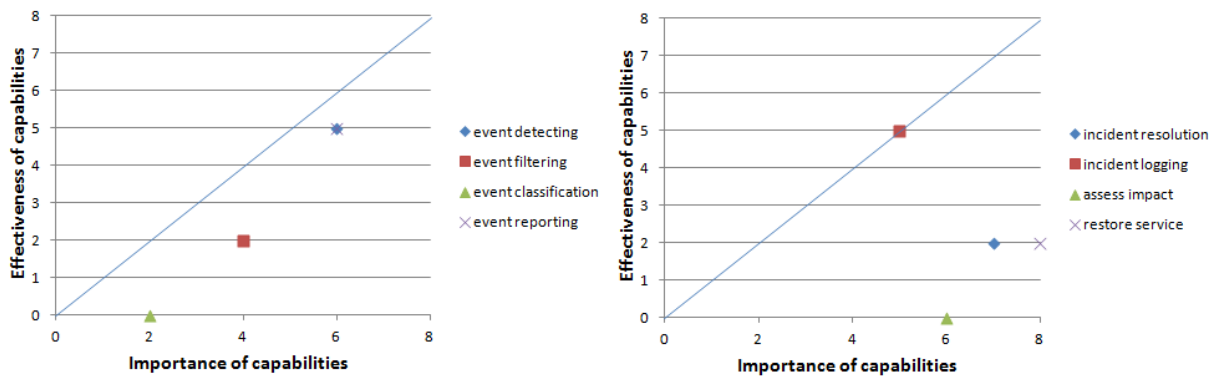 Effectiveness of capabilities
8
7
6
5
4
3
2
1
0
0 2 4 6 8
Importance of capabilities
event detecting
event filtering
event classification
event reporting
Effectiveness of capabilities
8
7
6
5
4
3
2
1
0
0 2 4 6 8
Importance of capabilities
incident resolution
incident logging
assess impact
restore service